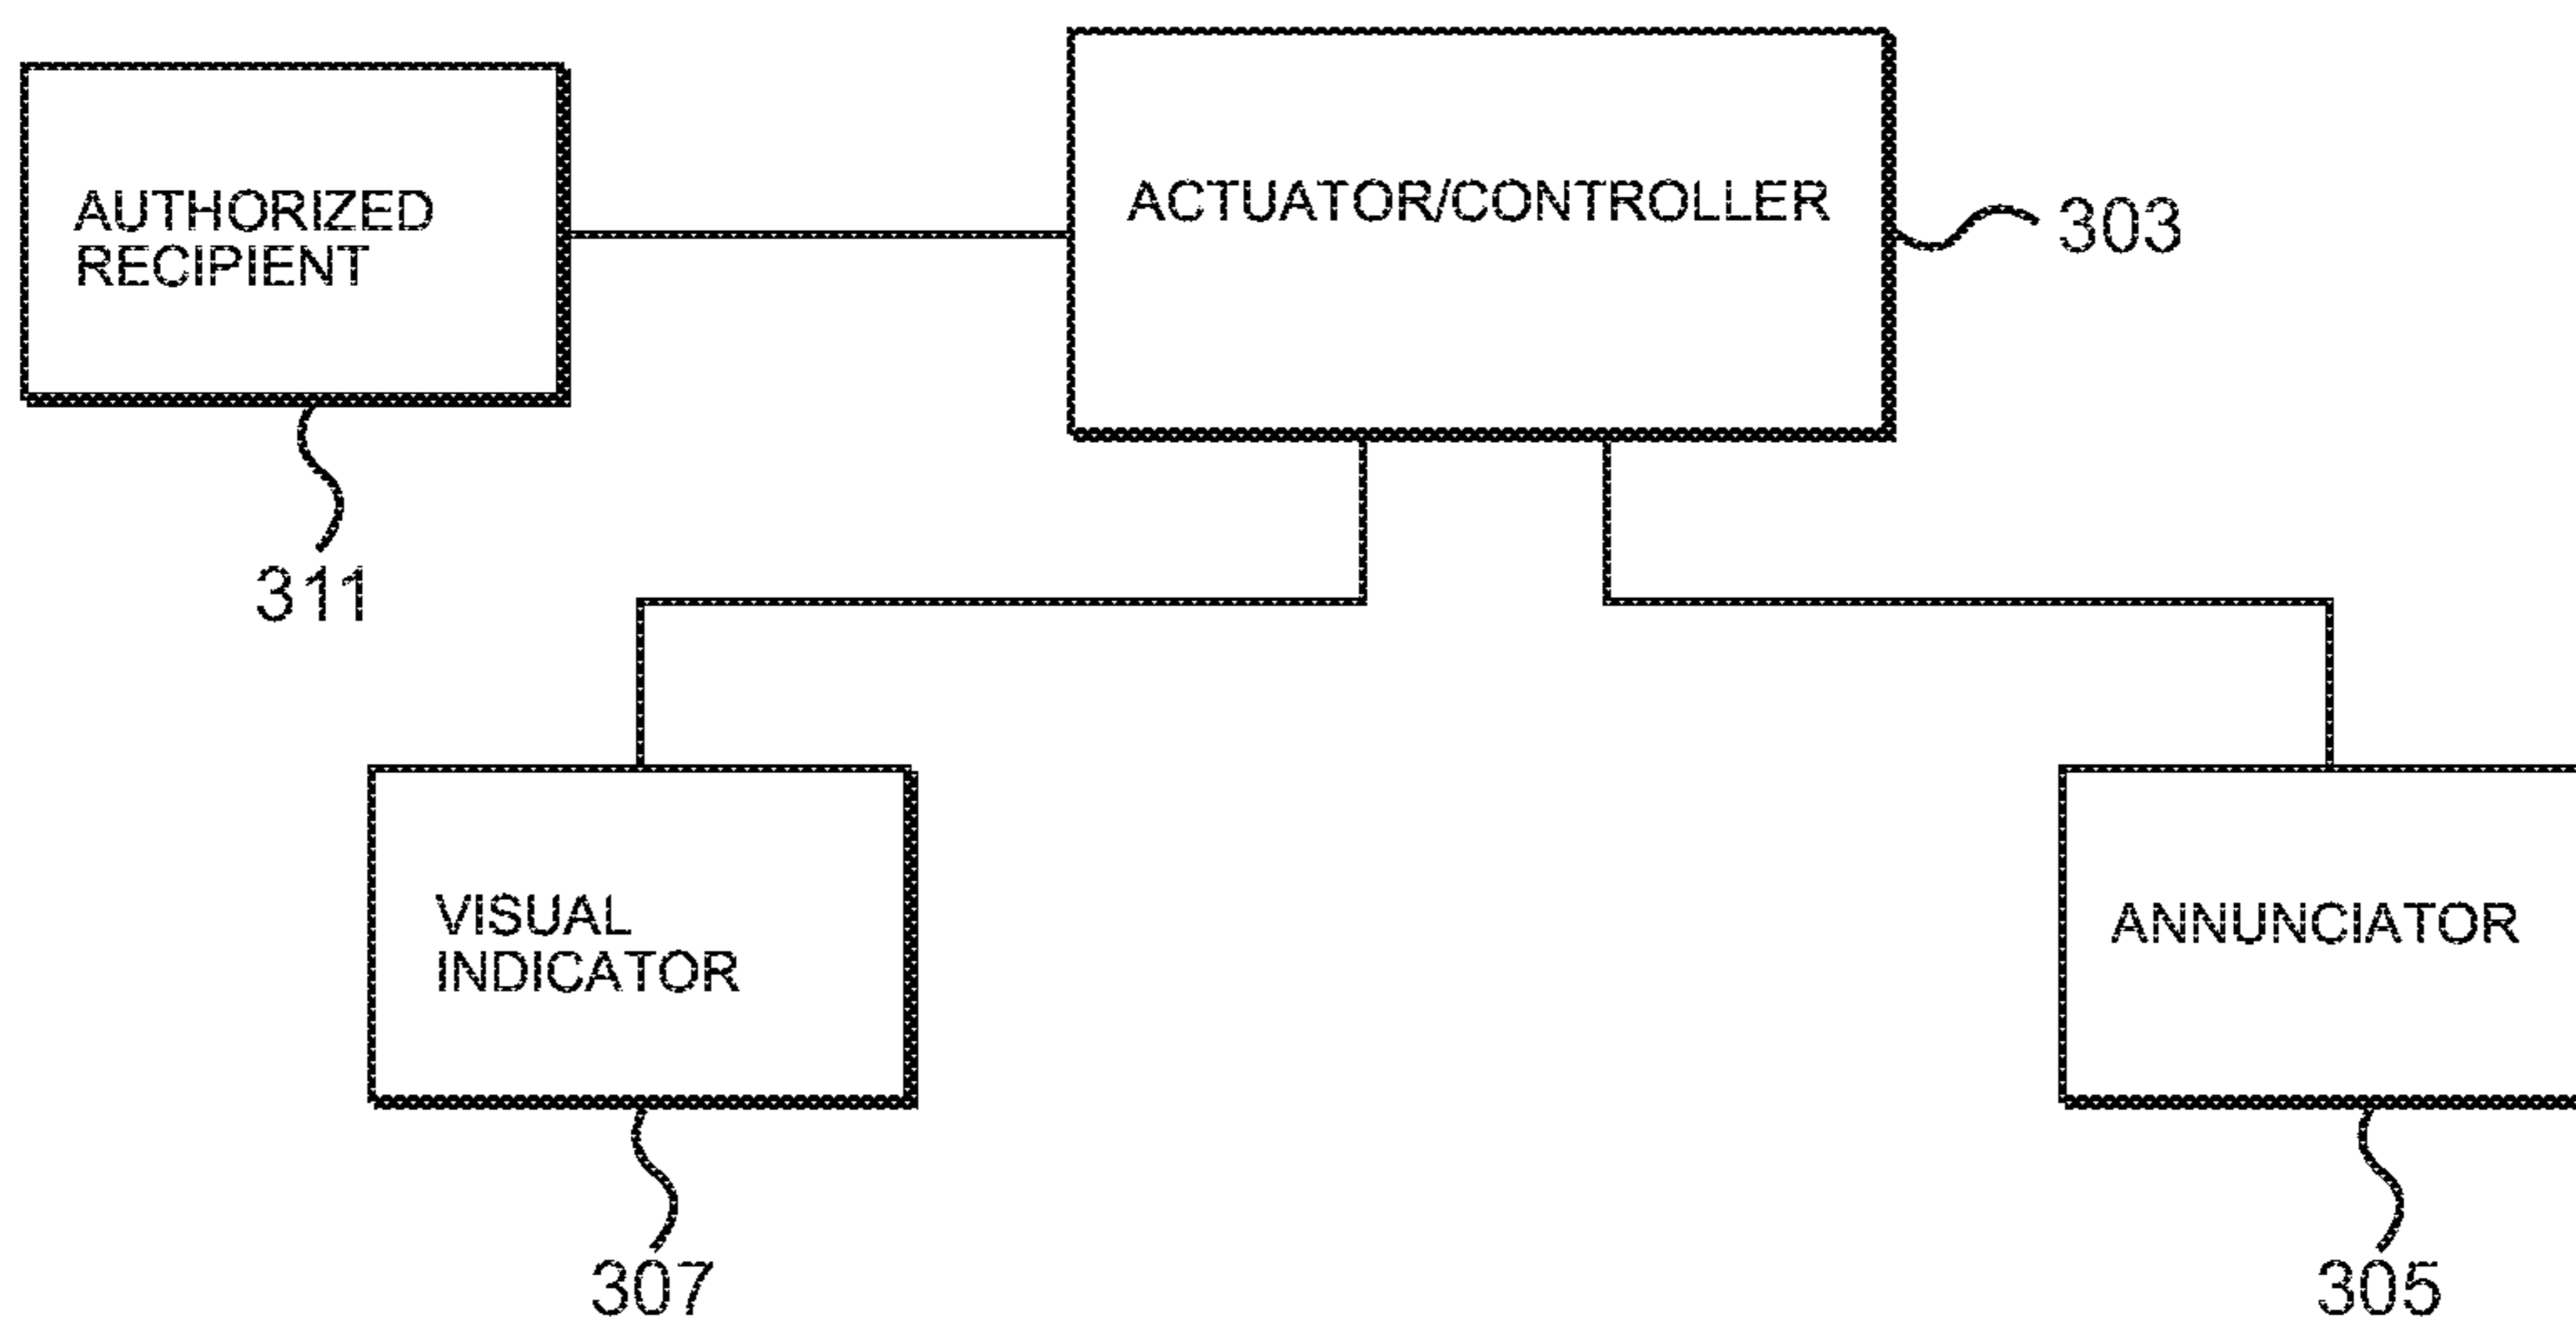 AUTHORIZED
RECIPIENT
ACTUATOR/CONTROLLER
303
311
VISUAL
INDICATOR
ANNUNCIATOR
307
305